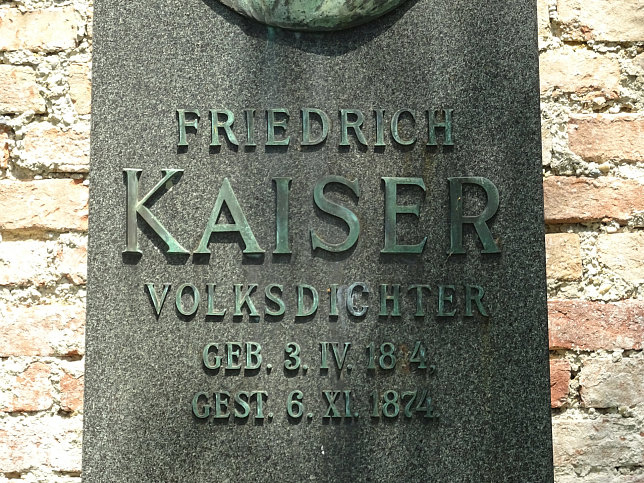 FRIEDRICH
KAISER
VOLKSDICHTER
GEB. 3. IV. 18 4.
GEST. 6. XI. 1874.